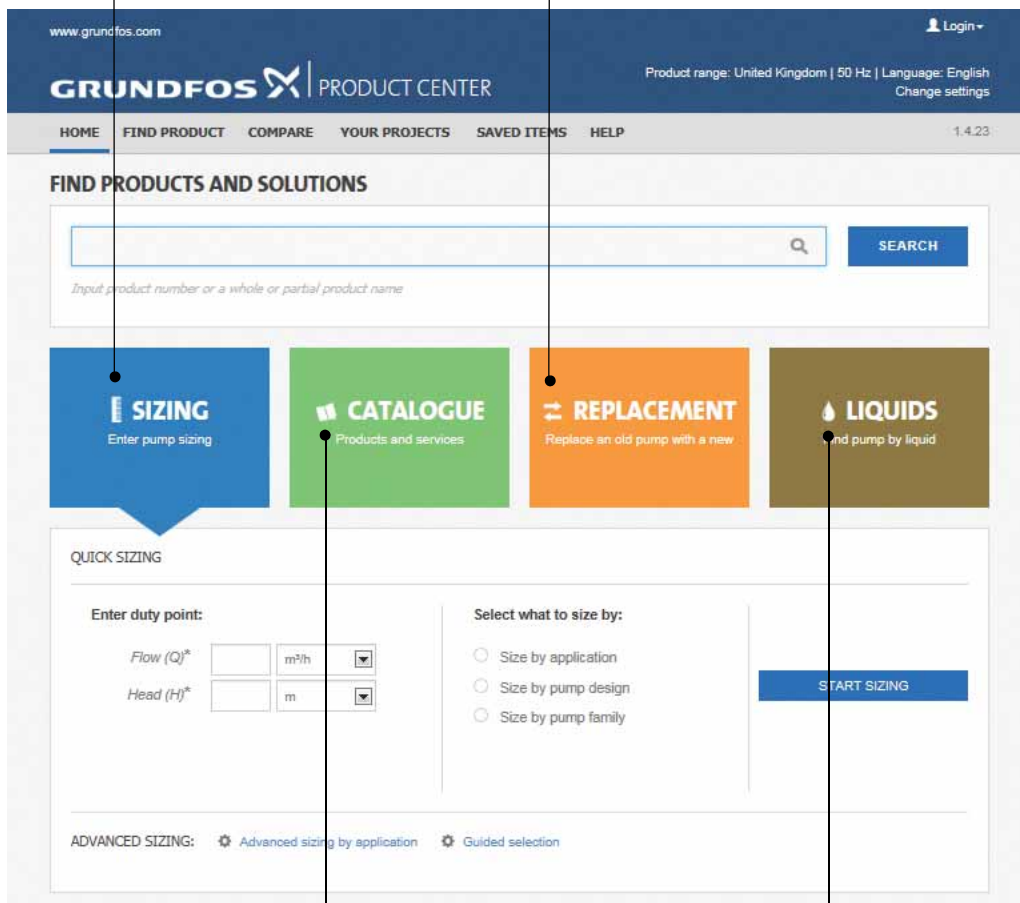 www.grundfos.com
Login
GRUNDFOS PRODUCT CENTER
Product range: United Kingdom | 50 Hz | Language: English
Change settings
HOME FIND PRODUCT COMPARE YOUR PROJECTS SAVED ITEMS HELP 1.4.23
FIND PRODUCTS AND SOLUTIONS
SEARCH
Input product number or a whole or partial product name
SIZING
Enter pump sizing
CATALOGUE
Products and services
REPLACEMENT
Replace an old pump with a new
LIQUIDS
Find pump by liquid
QUICK SIZING
Enter duty point:
Flow (Q)* m³/h
Head (H)* m
Select what to size by:
Size by application
Size by pump design
Size by pump family
START SIZING
ADVANCED SIZING: Advanced sizing by application Guided selection